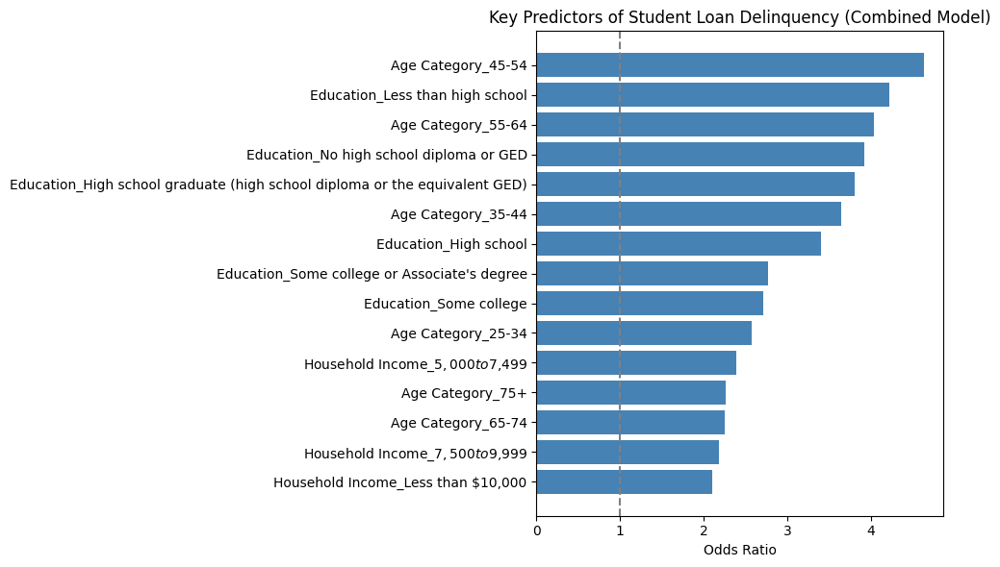 Key Predictors of Student Loan Delinquency (Combined Model)
Age Category_45-54
Education_Less than high school
Age Category_55-64
Education_No high school diploma or GED
Education_High school graduate (high school diploma or the equivalent GED)
Age Category_35-44
Education_High school
Education_Some college or Associate's degree
Education_Some college
Age Category_25-34
Household Income_5,000to7,499
Age Category_75+
Age Category_65-74
Household Income_7,500to9,999
Household Income_Less than $10,000
0 1 2 3 4
Odds Ratio